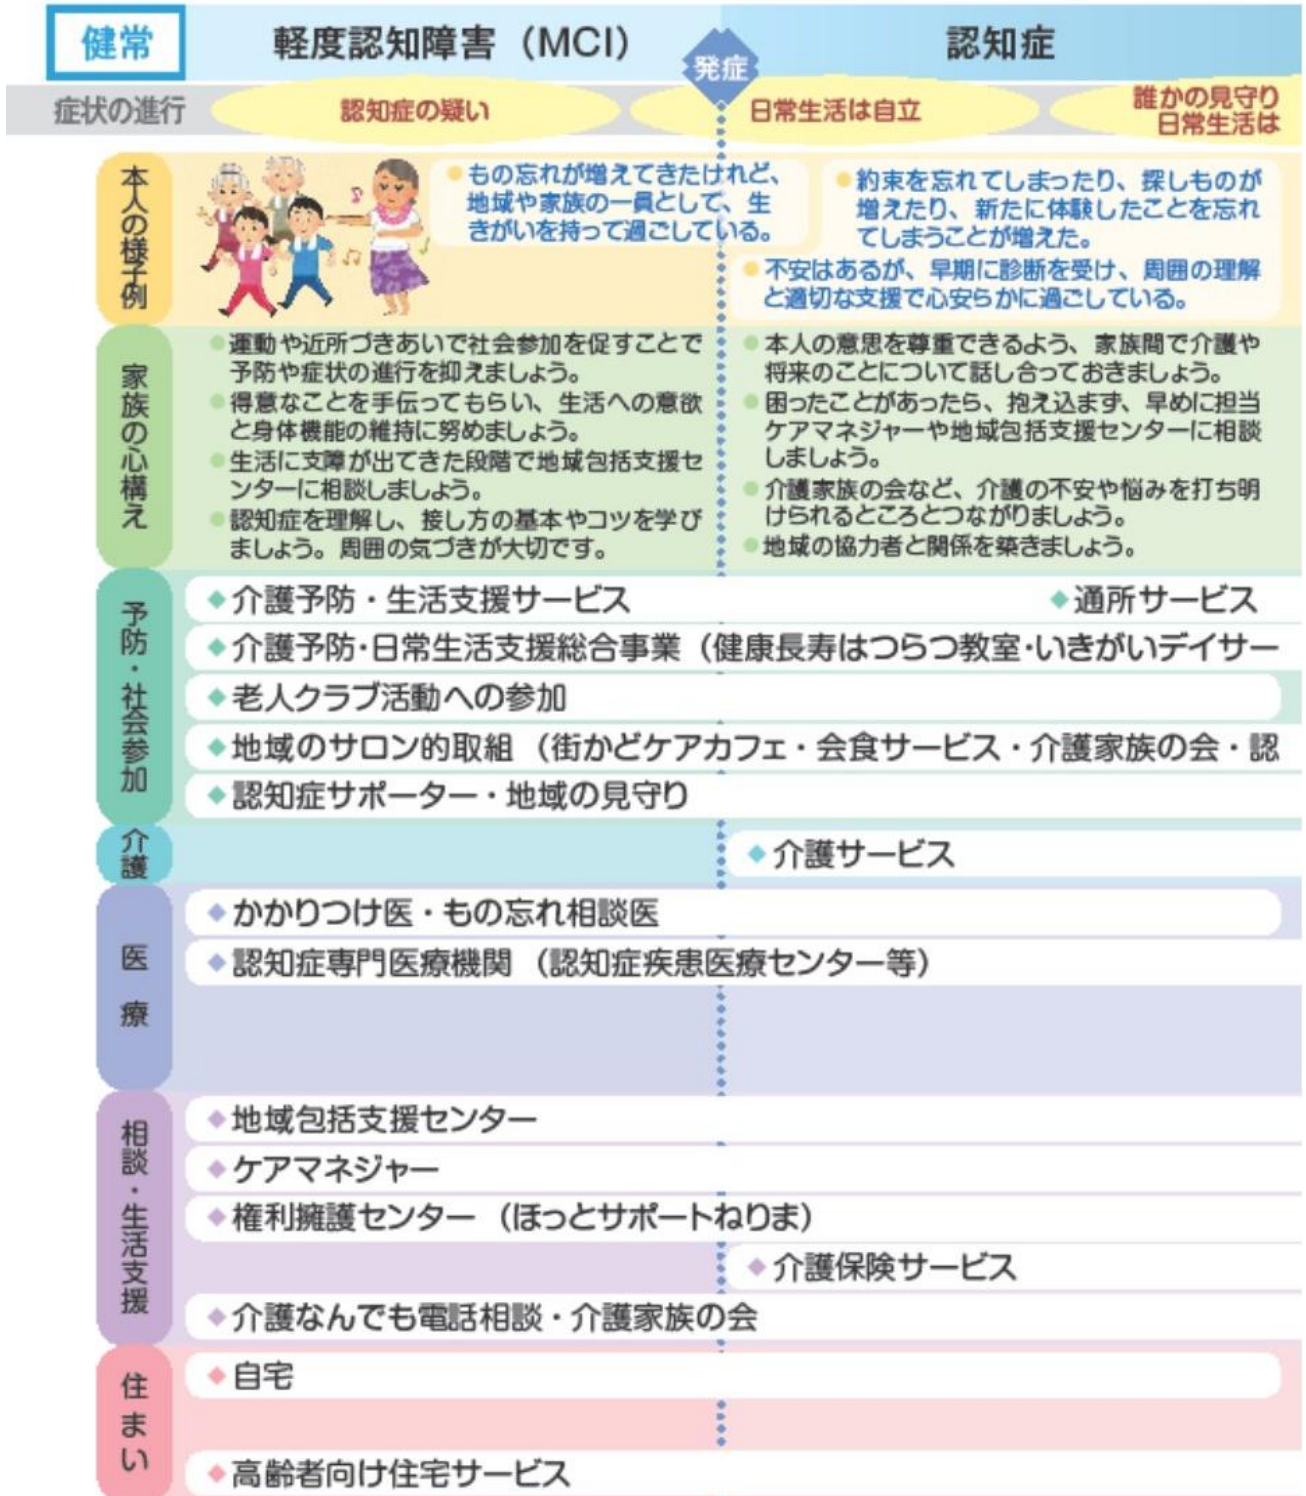 健常
軽度認知障害（MCI）
発症
認知症
症状の進行
認知症の疑い
日常生活は自立
誰かの見守り
日常生活は
本人の様子例
もの忘れが増えてきたけれど、
地域や家族の一員として、生
きがいを持って過ごしている。
約束を忘れてしまったり、探しものが
増えたり、新たに体験したことを忘れ
てしまうことが増えた。
不安はあるが、早期に診断を受け、周囲の理解
と適切な支援で心安らかに過ごしている。
家族の心構え
運動や近所づきあいで社会参加を促すことで
予防や症状の進行を抑えましょう。
得意なことを手伝ってもらい、生活への意欲
と身体機能の維持に努めましょう。
生活に支障が出てきた段階で地域包括支援セ
ンターに相談しましょう。
認知症を理解し、接し方の基本やコツを学び
ましょう。周囲の気づきが大切です。
本人の意思を尊重できるよう、家族間で介護や
将来のことについて話し合っておきましょう。
困ったことがあったら、抱え込まず、早めに担当
ケアマネジャーや地域包括支援センターに相談
しましょう。
介護家族の会など、介護の不安や悩みを打ち明
けられるところとつながりましょう。
地域の協力者と関係を築きましょう。
予防・社会参加
◆介護予防・生活支援サービス
◆通所サービス
◆介護予防・日常生活支援総合事業（健康長寿はつらつ教室・いきがいデイサー
◆老人クラブ活動への参加
◆地域のサロン的取組（街かどケアカフェ・会食サービス・介護家族の会・認
◆認知症サポーター・地域の見守り
介護
◆介護サービス
医療
◆かかりつけ医・もの忘れ相談医
◆認知症専門医療機関（認知症疾患医療センター等）
相談・生活支援
◆地域包括支援センター
◆ケアマネジャー
◆権利擁護センター（ほっとサポートねりま）
◆介護保険サービス
◆介護なんでも電話相談・介護家族の会
住まい
◆自宅
◆高齢者向け住宅サービス